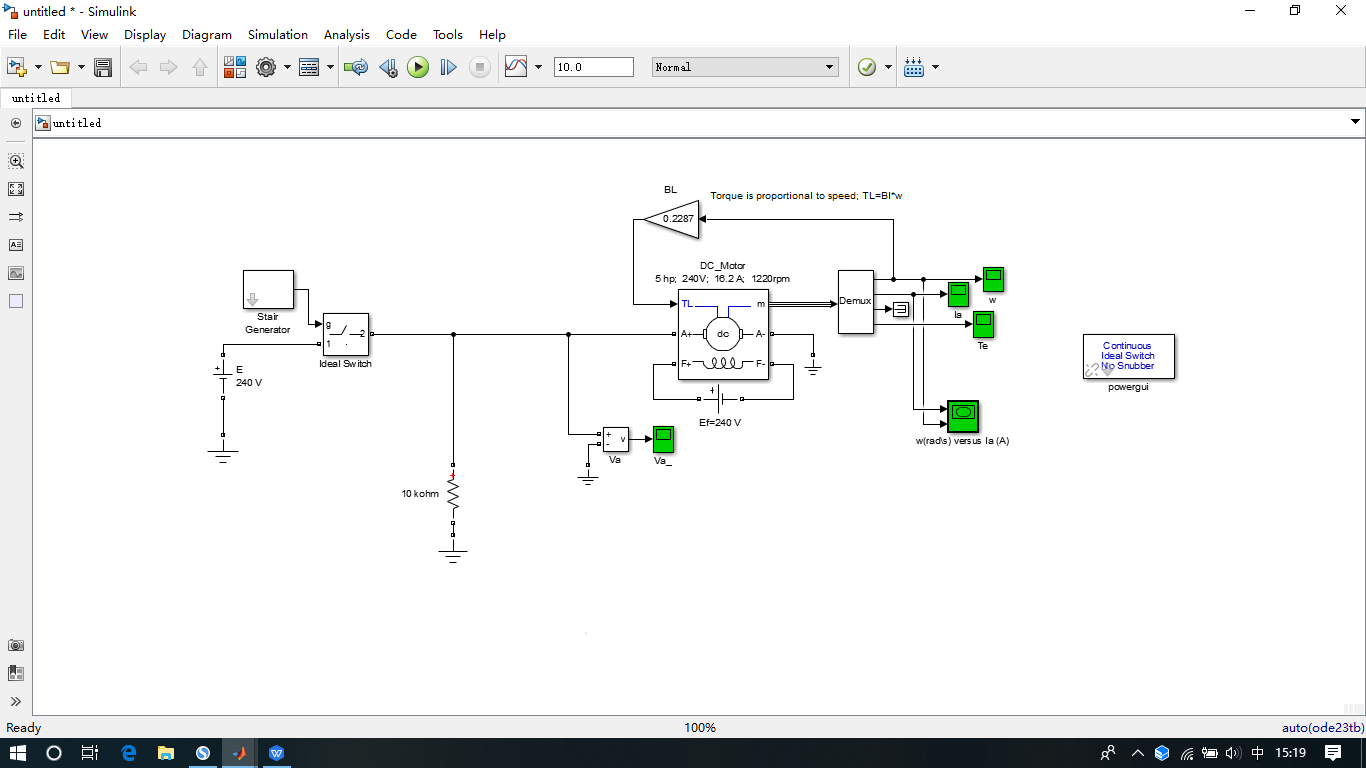 untitled * - Simulink
File Edit View Display Diagram Simulation Analysis Code Tools Help
10.0 Normal
untitled
untitled
BL
Torque is proportional to speed; TL=Bl*w
0.2287
DC_Motor
5 hp; 240V; 16.2 A; 1220rpm
TL m
A+ dc A-
F+ F-
Ef=240 V
Demux
w
Ia
Te
w(rad\s) versus Ia (A)
Stair
Generator
g
1 2
Ideal Switch
+ E
240 V
+
-
v
Va
Va_
+
10 kohm
Continuous
Ideal Switch
No Snubber
powergui
Ready 100% auto(ode23tb)
中 15:19